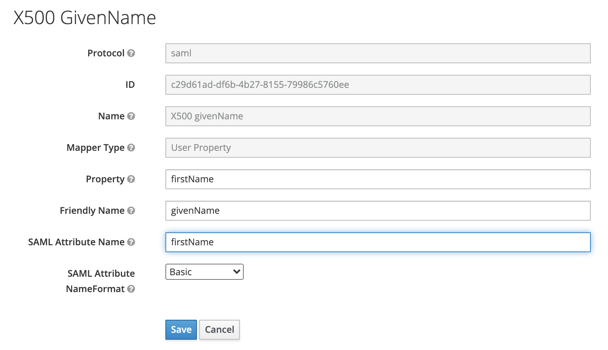 X500 GivenName
Protocol
saml
ID
c29d61ad-df6b-4b27-8155-79986c5760ee
Name
X500 givenName
Mapper Type
User Property
Property
firstName
Friendly Name
givenName
SAML Attribute Name
firstName
SAML Attribute
NameFormat
Basic
Save Cancel